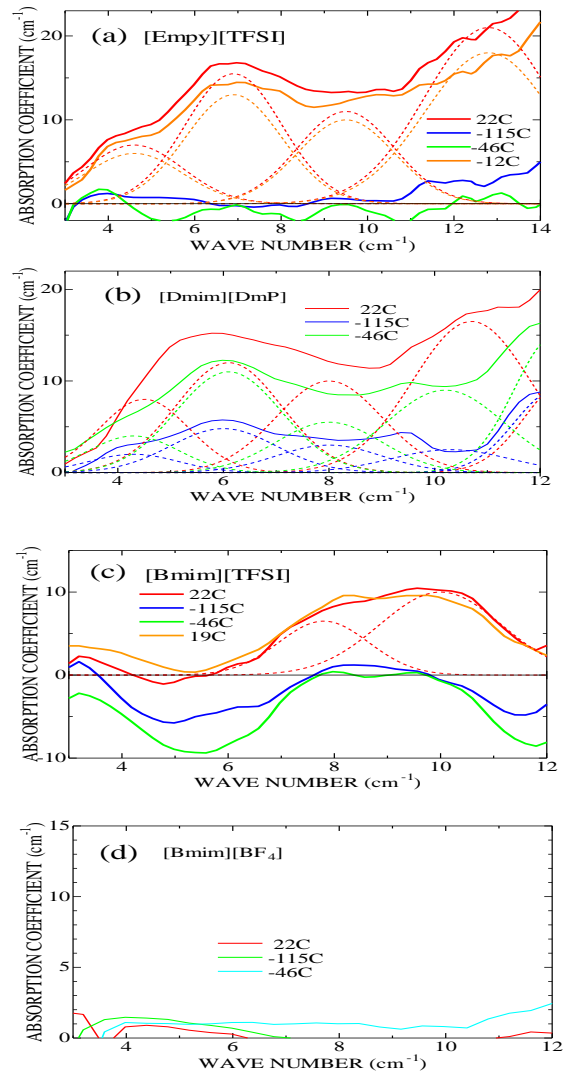 (a) [Empy][TFSI]
20
10
0
22C
-115C
-46C
-12C
4 6 8 10 12 14
WAVE NUMBER (cm-1)
ABSORPTION COEFFICIENT (cm-1)
(b) [Dmim][DmP]
20
10
0
22C
-115C
-46C
4 6 8 10 12
WAVE NUMBER (cm-1)
ABSORPTION COEFFICIENT (cm-1)
(c) [Bmim][TFSI]
10
0
-10
22C
-115C
-46C
19C
4 6 8 10 12
WAVE NUMBER (cm-1)
ABSORPTION COEFFICIENT (cm-1)
(d) [Bmim][BF4]
15
10
5
0
22C
-115C
-46C
4 6 8 10 12
WAVE NUMBER (cm-1)
ABSORPTION COEFFICIENT (cm-1)